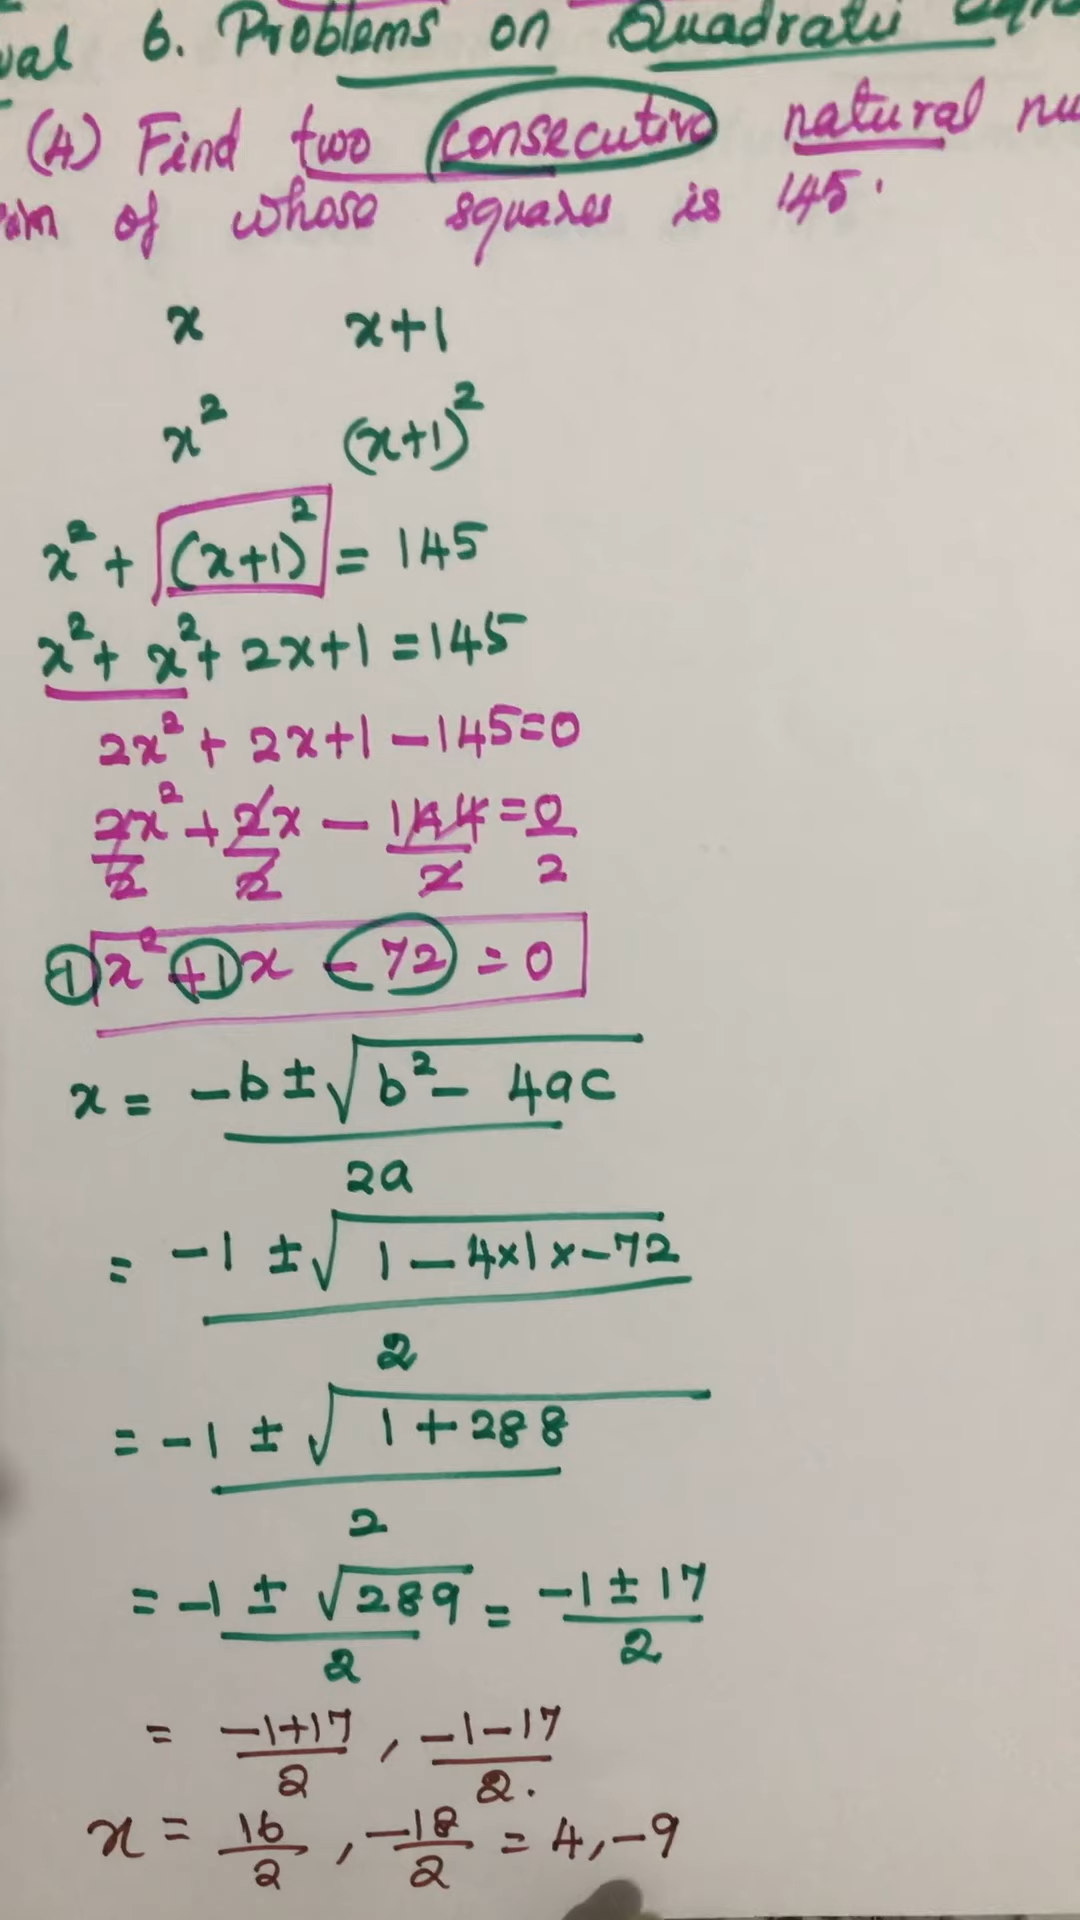 6. Problems on Quadratic
(4) Find two consecutive natural
of whose squares is 145.
x x+1
x² (x+1)²
x² + (x+1)² = 145
x² + x² + 2x+1 = 145
2x² + 2x+1 - 145=0
2x²/2 + 2x/2 - 144/2 = 0/2
1 x² +1 x - 72 = 0
x = -b ± √(b² - 4ac) / 2a
= -1 ± √(1 - 4×1×-72) / 2
= -1 ± √(1 + 288) / 2
= -1 ± √289 / 2 = -1 ± 17 / 2
= -1+17 / 2 , -1-17 / 2.
x = 16/2 , -18/2 = 4, -9